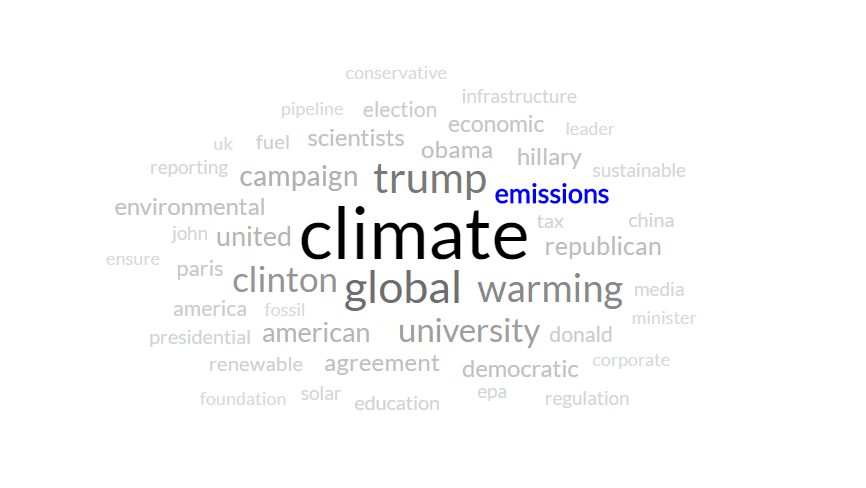 conservative
infrastructure
pipeline election
economic leader
uk fuel scientists
obama hillary
reporting campaign trump sustainable
emissions
environmental climate tax china
john united republican
ensure paris clinton global warming media
america fossil minister
presidential american university donald
renewable agreement democratic corporate
foundation solar education epa regulation